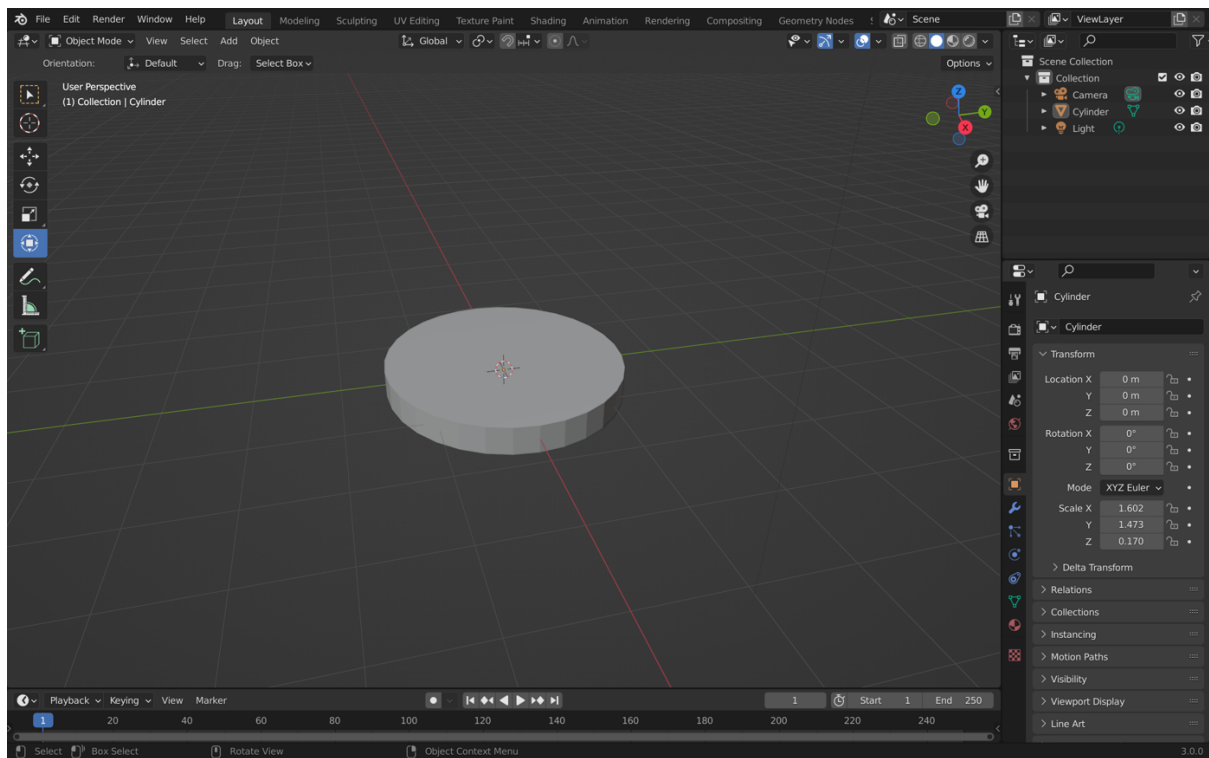 File Edit Render Window Help Layout Modeling Sculpting UV Editing Texture Paint Shading Animation Rendering Compositing Geometry Nodes Scene ViewLayer
Object Mode View Select Add Object Global
Orientation: Default Drag: Select Box Options
User Perspective
(1) Collection | Cylinder
Z
Y
X
Scene Collection
Collection
Camera
Cylinder
Light
Cylinder
Cylinder
Transform
Location X 0 m
Y 0 m
Z 0 m
Rotation X 0°
Y 0°
Z 0°
Mode XYZ Euler
Scale X 1.602
Y 1.473
Z 0.170
Delta Transform
Relations
Collections
Instancing
Motion Paths
Visibility
Viewport Display
Line Art
Playback Keying View Marker 1 Start 1 End 250
1 20 40 60 80 100 120 140 160 180 200 220 240
Select Box Select Rotate View Object Context Menu 3.0.0